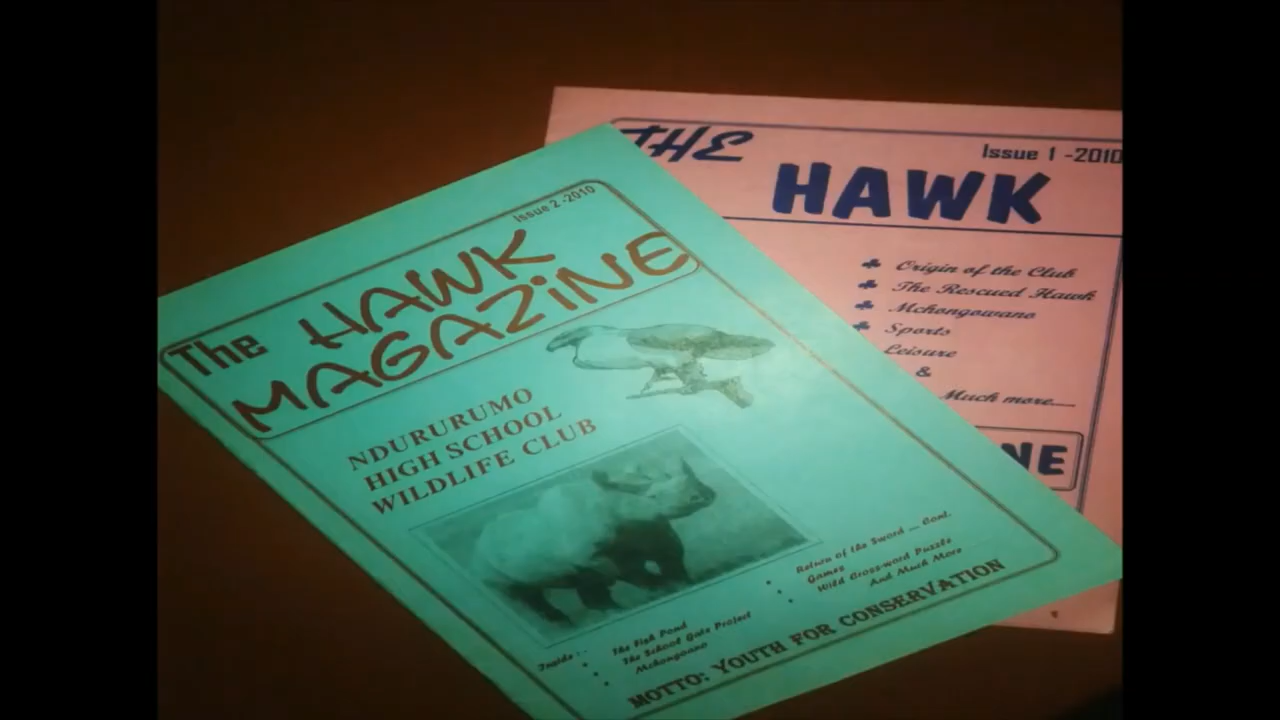 Issue 2 -2010
The HAWK
MAGAZiNE
NDURURUMO
HIGH SCHOOL
WILDLIFE CLUB
Inside :-
The Fish Pond
The School Gate Project
Mchongoano
Return of the Sword ... Cont.
Games
Wild Cross-word Puzzle
And Much More
MOTTO: YOUTH FOR CONSERVATION
THE
Issue 1 -2010
HAWK
Origin of the Club
The Rescued Hawk
Mchongowano
Sports
Leisure
&
Much more.....
NE